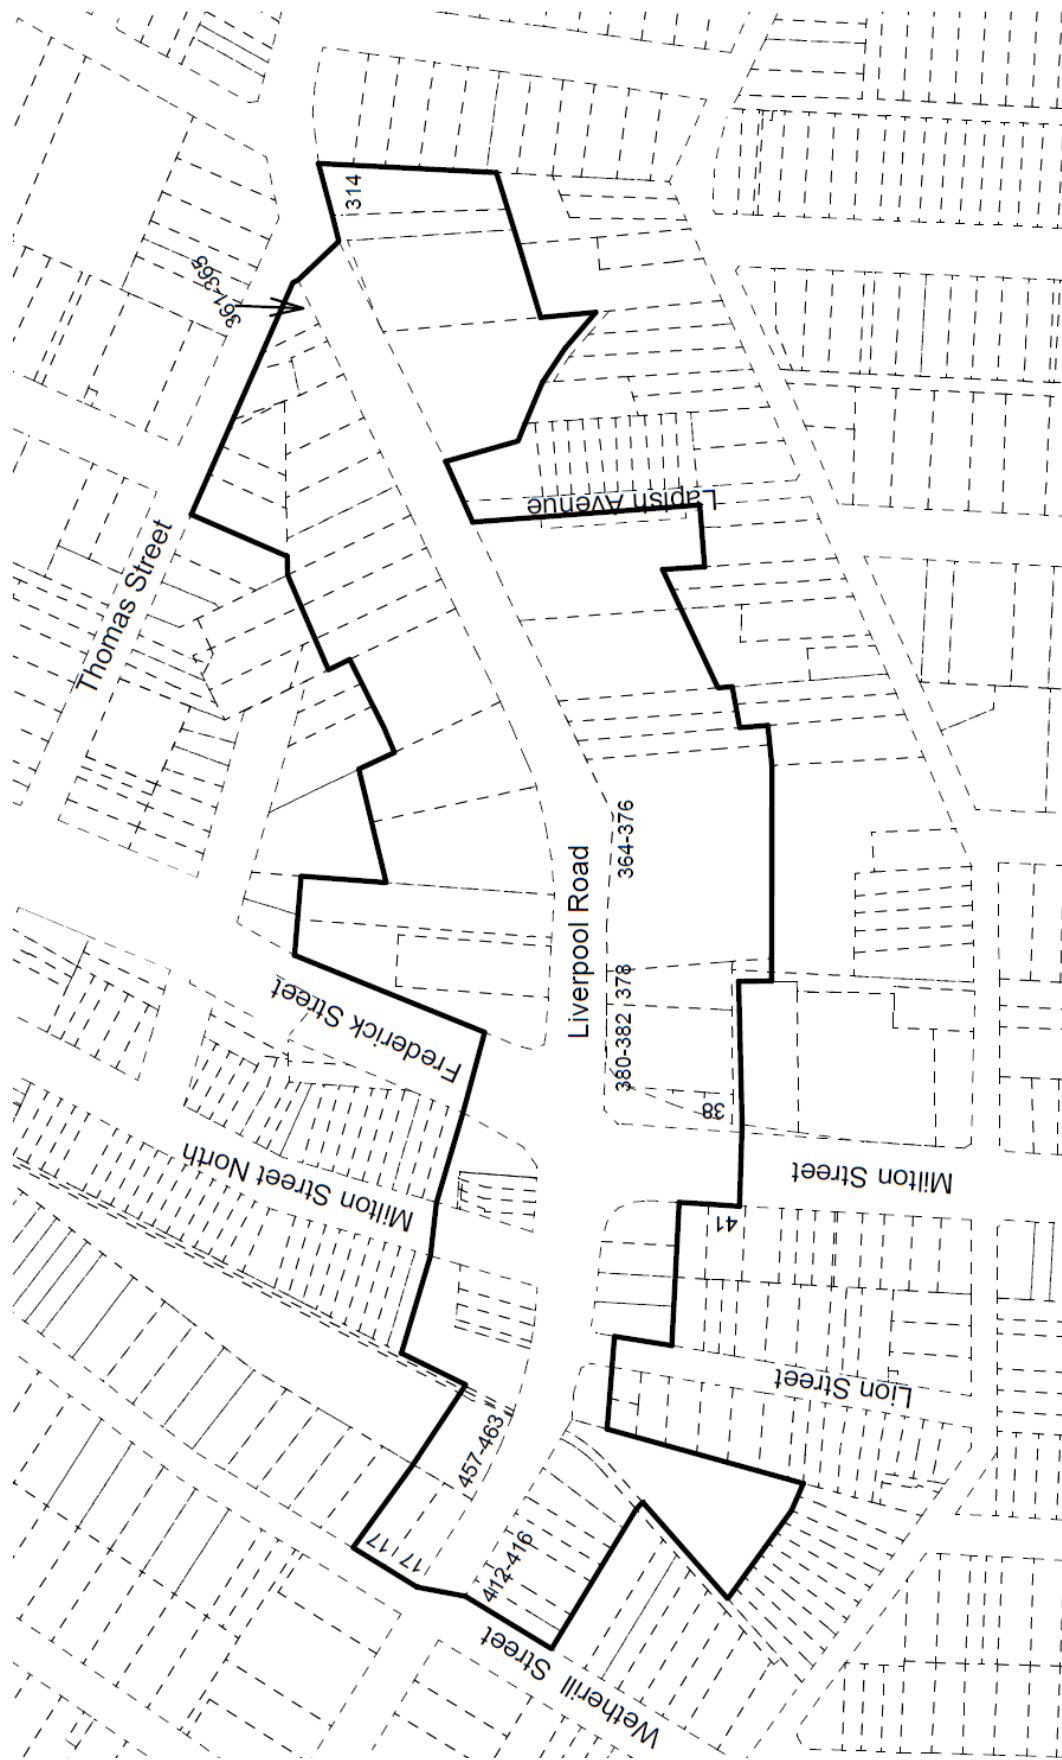 314
361-365
Lapish Avenue
Thomas Street
364-376
Liverpool Road
378
380-382
Frederick Street
38
Milton Street North
Milton Street
41
Lion Street
457-463
17
17
412-416
Wetherill Street